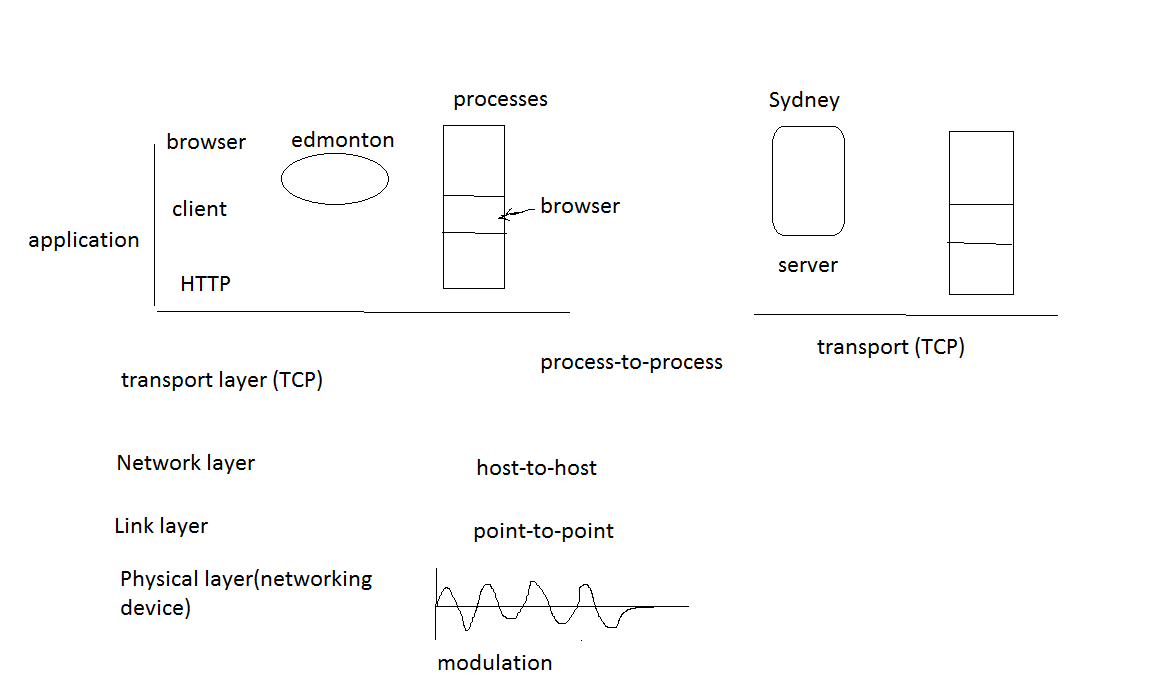 processes
Sydney
browser
edmonton
client
browser
application
server
HTTP
transport (TCP)
process-to-process
transport layer (TCP)
Network layer
host-to-host
Link layer
point-to-point
Physical layer(networking
device)
modulation